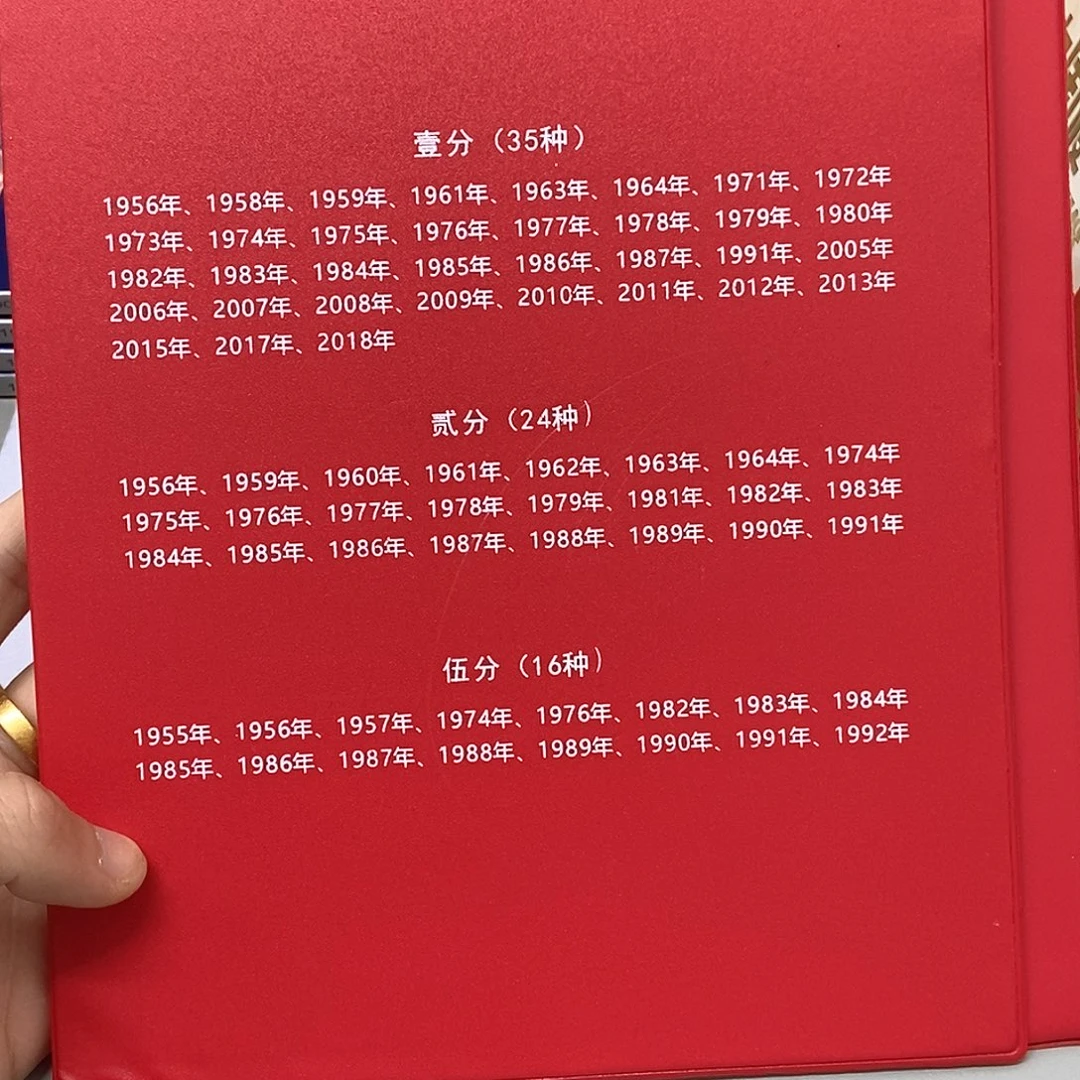 壹分（35种）
1956年、1958年、1959年、1961年、1963年、1964年、1971年、1972年
1973年、1974年、1975年、1976年、1977年、1978年、1979年、1980年
1982年、1983年、1984年、1985年、1986年、1987年、1991年、2005年
2006年、2007年、2008年、2009年、2010年、2011年、2012年、2013年
2015年、2017年、2018年
贰分（24种）
1956年、1959年、1960年、1961年、1962年、1963年、1964年、1974年
1975年、1976年、1977年、1978年、1979年、1981年、1982年、1983年
1984年、1985年、1986年、1987年、1988年、1989年、1990年、1991年
伍分（16种）
1955年、1956年、1957年、1974年、1976年、1982年、1983年、1984年
1985年、1986年、1987年、1988年、1989年、1990年、1991年、1992年